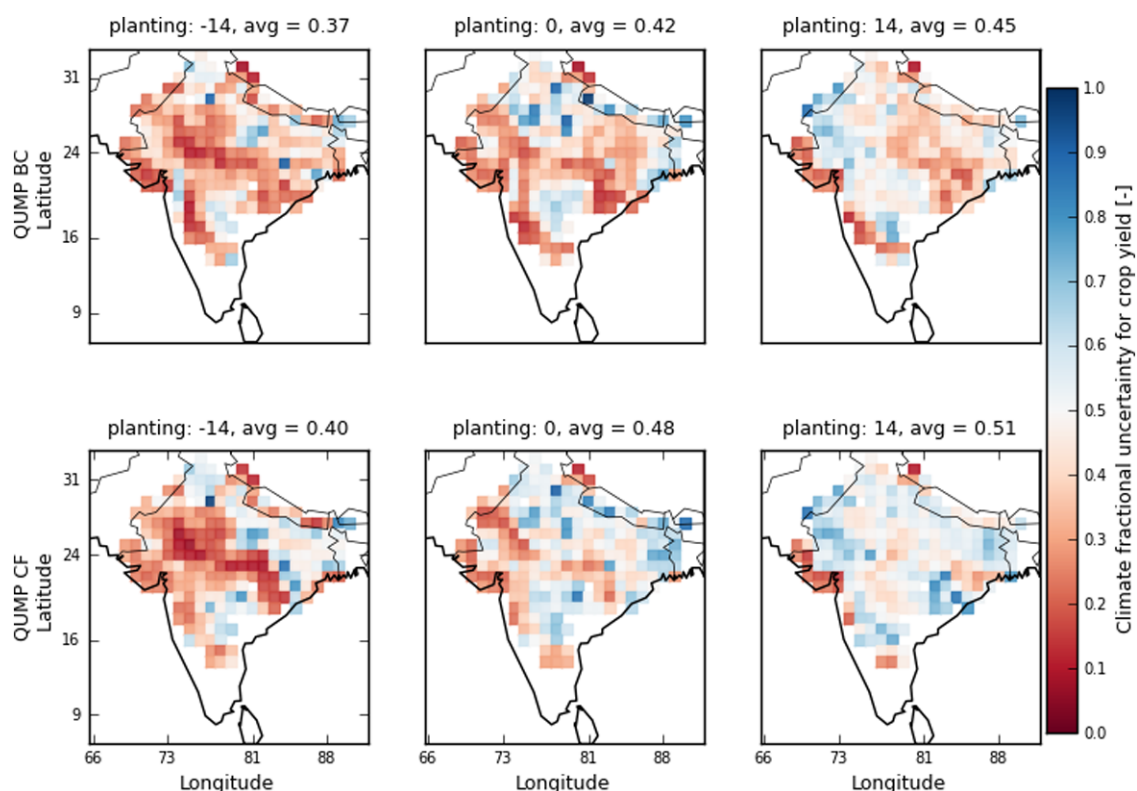 planting: -14, avg = 0.37
planting: 0, avg = 0.42
planting: 14, avg = 0.45
QUMP BC
Latitude
31
24
16
9
planting: -14, avg = 0.40
planting: 0, avg = 0.48
planting: 14, avg = 0.51
QUMP CF
Latitude
31
24
16
9
66 73 81 88
66 73 81 88
66 73 81 88
Longitude
Longitude
Longitude
1.0
0.9
0.8
0.7
0.6
0.5
0.4
0.3
0.2
0.1
0.0
Climate fractional uncertainty for crop yield [-]